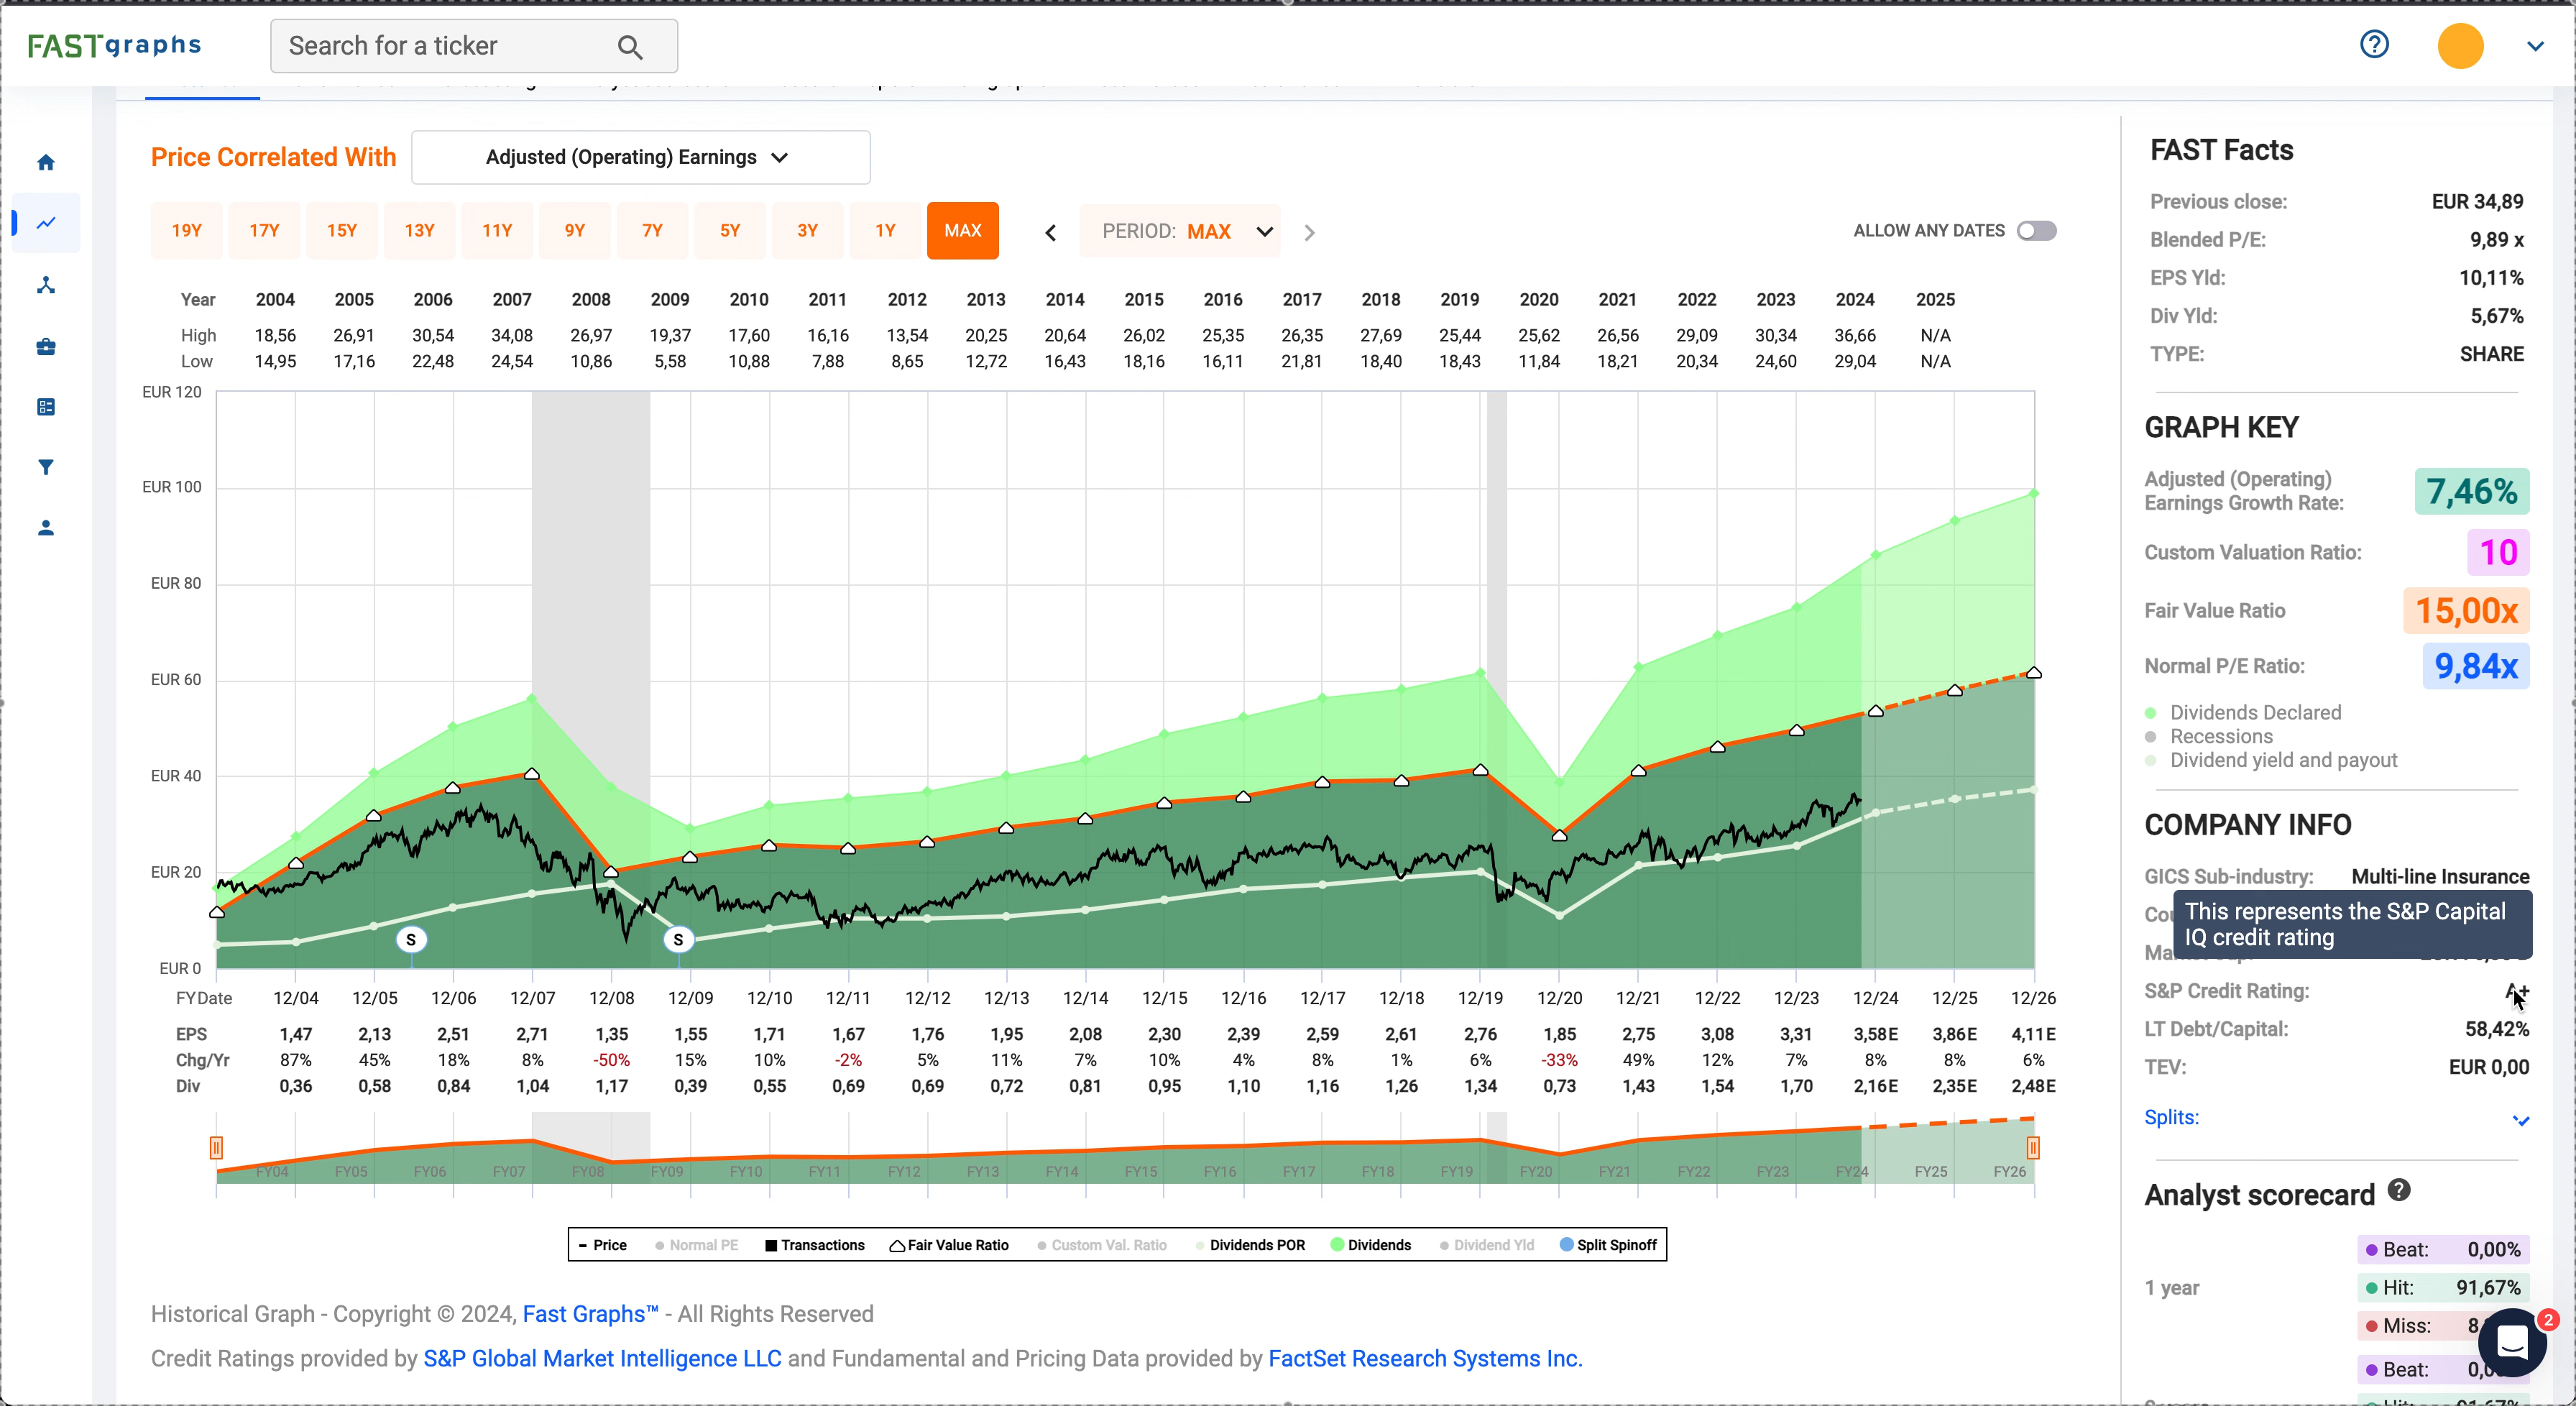 FASTgraphs
Search for a ticker
Price Correlated With
Adjusted (Operating) Earnings
19Y 17Y 15Y 13Y 11Y 9Y 7Y 5Y 3Y 1Y MAX
PERIOD: MAX
ALLOW ANY DATES
Year 2004 2005 2006 2007 2008 2009 2010 2011 2012 2013 2014 2015 2016 2017 2018 2019 2020 2021 2022 2023 2024 2025
High 18,56 26,91 30,54 34,08 26,97 19,37 17,60 16,16 13,54 20,25 20,64 26,02 25,35 26,35 27,69 25,44 25,62 26,56 29,09 30,34 36,66 N/A
Low 14,95 17,16 22,48 24,54 10,86 5,58 10,88 7,88 8,65 12,72 16,43 18,16 16,11 21,81 18,40 18,43 11,84 18,21 20,34 24,60 29,04 N/A
EUR 120
EUR 100
EUR 80
EUR 60
EUR 40
EUR 20
EUR 0
S
S
FYDate 12/04 12/05 12/06 12/07 12/08 12/09 12/10 12/11 12/12 12/13 12/14 12/15 12/16 12/17 12/18 12/19 12/20 12/21 12/22 12/23 12/24 12/25 12/26
EPS 1,47 2,13 2,51 2,71 1,35 1,55 1,71 1,67 1,76 1,95 2,08 2,30 2,39 2,59 2,61 2,76 1,85 2,75 3,08 3,31 3,58E 3,86E 4,11E
Chg/Yr 87% 45% 18% 8% -50% 15% 10% -2% 5% 11% 7% 10% 4% 8% 1% 6% -33% 49% 12% 7% 8% 8% 6%
Div 0,36 0,58 0,84 1,04 1,17 0,39 0,55 0,69 0,69 0,72 0,81 0,95 1,10 1,16 1,26 1,34 0,73 1,43 1,54 1,70 2,16E 2,35E 2,48E
FY04 FY05 FY06 FY07 FY08 FY09 FY10 FY11 FY12 FY13 FY14 FY15 FY16 FY17 FY18 FY19 FY20 FY21 FY22 FY23 FY24 FY25 FY26
Price Normal PE Transactions Fair Value Ratio Custom Val. Ratio Dividends POR Dividends Dividend Yld Split Spinoff
Historical Graph - Copyright © 2024, Fast Graphs™ - All Rights Reserved
Credit Ratings provided by S&P Global Market Intelligence LLC and Fundamental and Pricing Data provided by FactSet Research Systems Inc.
FAST Facts
Previous close: EUR 34,89
Blended P/E: 9,89 x
EPS Yld: 10,11%
Div Yld: 5,67%
TYPE: SHARE
GRAPH KEY
Adjusted (Operating)
Earnings Growth Rate: 7,46%
Custom Valuation Ratio: 10
Fair Value Ratio 15,00x
Normal P/E Ratio: 9,84x
Dividends Declared
Recessions
Dividend yield and payout
COMPANY INFO
GICS Sub-industry: Multi-line Insurance
This represents the S&P Capital
IQ credit rating
S&P Credit Rating: A+
LT Debt/Capital: 58,42%
TEV: EUR 0,00
Splits:
Analyst scorecard
Beat: 0,00%
1 year Hit: 91,67%
Miss: 8
2
Beat: